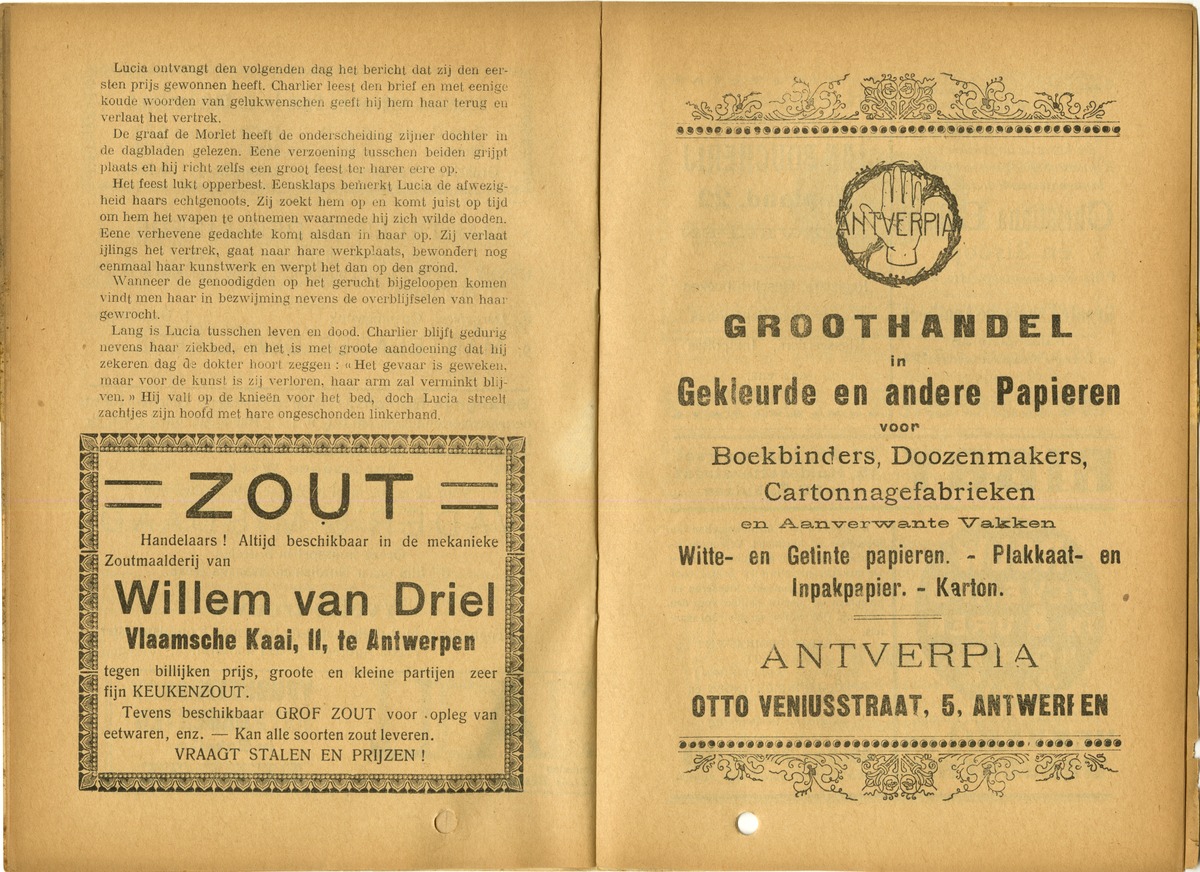 Lucia ontvangt den volgenden dag het bericht dat zij den eer-
sten prijs gewonnen heeft. Charlier leest den brief en met eenige
koude woorden van gelukwenschen geeft hij hem haar terug en
verlaat het vertrek.
De graaf de Morlet heeft de onderscheiding zijner dochter in
de dagbladen gelezen. Eene verzoening tusschen beiden grijpt
plaats en hij richt zelfs een groot feest ter harer eere op.
Het feest lukt opperbest. Eensklaps bemerkt Lucia de afwezig-
heid haars echtgenoots. Zij zoekt hem op en komt juist op tijd
om hem het wapen te ontnemen waarmede hij zich wilde dooden.
Eene verhevene gedachte komt alsdan in haar op. Zij verlaat
ijlings het vertrek, gaat naar hare werkplaats, bewondert nog
eenmaal haar kunstwerk en werpt het dan op den grond.
Wanneer de genoodigden op het gerucht bijgeloopen komen
vindt men haar in bezwijming nevens de overblijfselen van haar
gewrocht.
Lang is Lucia tusschen leven en dood. Charlier blijft gedurig
nevens haar ziekbed, en het is met groote aandoening dat hij
zekeren dag de dokter hoort zeggen : « Het gevaar is geweken,
maar voor de kunst is zij verloren, haar arm zal verminkt blij-
ven. » Hij valt op de knieën voor het bed, doch Lucia streelt
zachtjes zijn hoofd met hare ongeschonden linkerhand.
ZOUT
Handelaars ! Altijd beschikbaar in de mekanieke
Zoutmaalderij van
Willem van Driel
Vlaamsche Kaai, 11, te Antwerpen
tegen billijken prijs, groote en kleine partijen zeer
fijn KEUKENZOUT.
Tevens beschikbaar GROF ZOUT voor opleg van
eetwaren, enz. — Kan alle soorten zout leveren.
VRAAGT STALEN EN PRIJZEN !
ANTVERPIA
GROOTHANDEL
in
Gekleurde en andere Papieren
voor
Boekbinders, Doozenmakers,
Cartonnagefabrieken
en Aanverwante Vakken
Witte- en Getinte papieren. - Plakkaat- en
Inpakpapier. - Karton.
ANTVERPIA
OTTO VENIUSSTRAAT, 5, ANTWERPEN